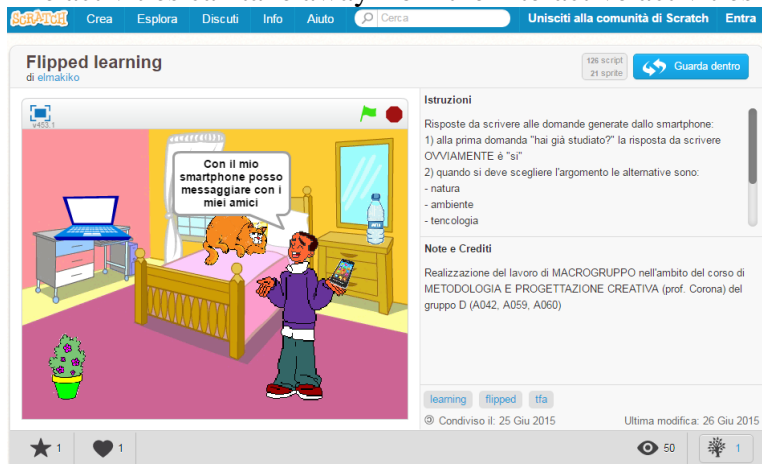 SCRATCH Crea Esplora Discuti Info Aiuto Cerca Unisciti alla comunità di Scratch Entra
Flipped learning
di elmakiko
126 script
21 sprite
Guarda dentro
v453.1
Con il mio
smartphone posso
messaggiare con i
miei amici
Istruzioni
Risposte da scrivere alle domande generate dallo smartphone:
1) alla prima domanda "hai già studiato?" la risposta da scrivere
OVVIAMENTE è "si"
2) quando si deve scegliere l'argomento le alternative sono:
- natura
- ambiente
- tencologia
Note e Crediti
Realizzazione del lavoro di MACROGRUPPO nell'ambito del corso di
METODOLOGIA E PROGETTAZIONE CREATIVA (prof. Corona) del
gruppo D (A042, A059, A060)
learning flipped tfa
Condiviso il: 25 Giu 2015 Ultima modifica: 26 Giu 2015
1 1 50 1